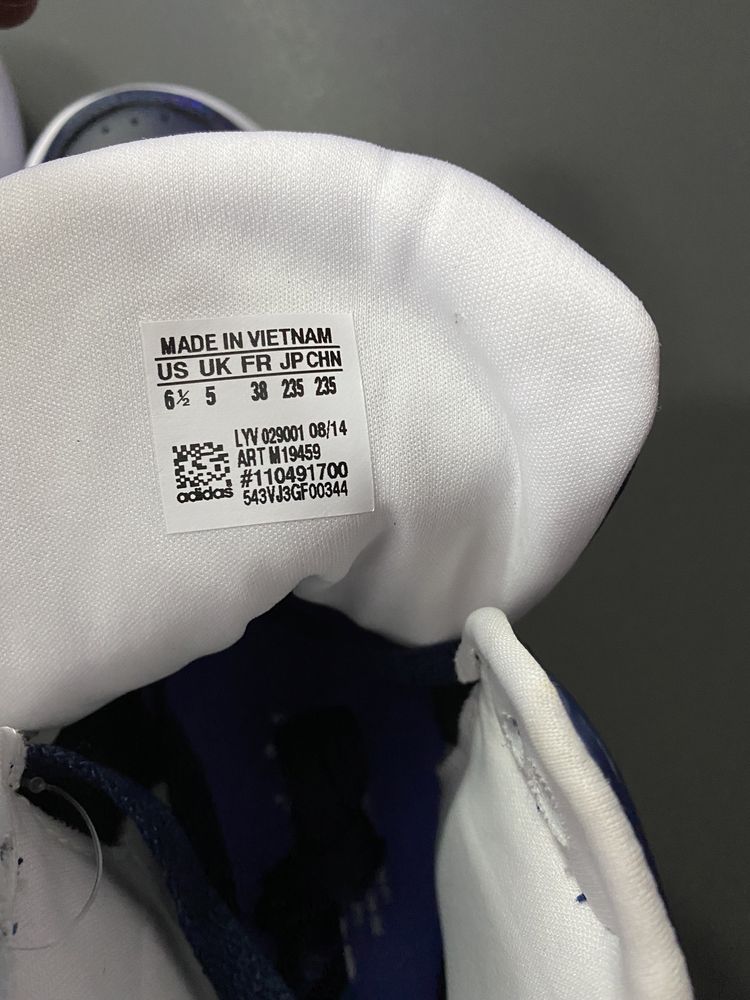 MADE IN VIETNAM
US UK FR JP CHN
6½ 5 38 235 235
LYV 029001 08/14
ART M19459
#110491700
adidas 543VJ3GF00344